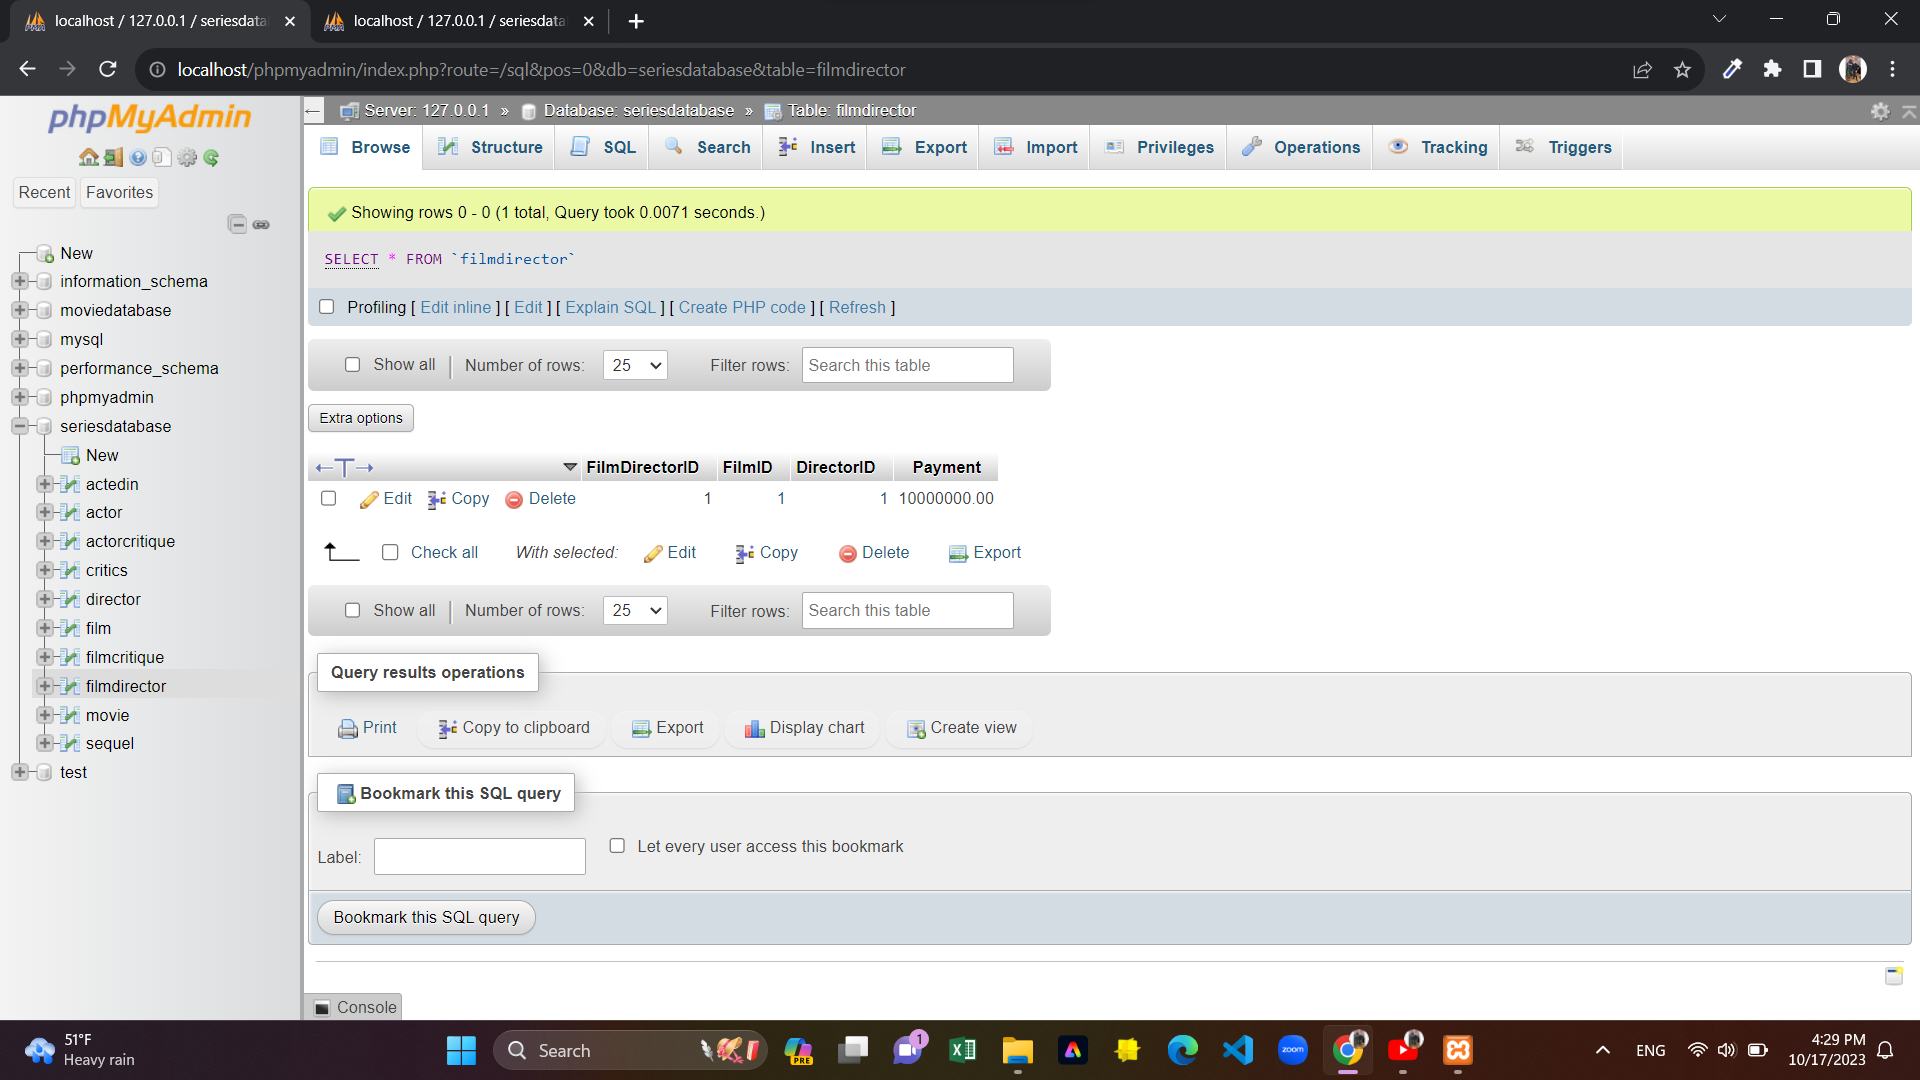 localhost / 127.0.0.1 / seriesdata
localhost / 127.0.0.1 / seriesdata
localhost/phpmyadmin/index.php?route=/sql&pos=0&db=seriesdatabase&table=filmdirector
phpMyAdmin
Recent Favorites
New
information_schema
moviedatabase
mysql
performance_schema
phpmyadmin
seriesdatabase
New
actedin
actor
actorcritique
critics
director
film
filmcritique
filmdirector
movie
sequel
test
Server: 127.0.0.1 » Database: seriesdatabase » Table: filmdirector
Browse Structure SQL Search Insert Export Import Privileges Operations Tracking Triggers
Showing rows 0 - 0 (1 total, Query took 0.0071 seconds.)
SELECT * FROM `filmdirector`
Profiling [ Edit inline ] [ Edit ] [ Explain SQL ] [ Create PHP code ] [ Refresh ]
Show all Number of rows: 25 Filter rows: Search this table
Extra options
←T→ FilmDirectorID FilmID DirectorID Payment
Edit Copy Delete 1 1 1 10000000.00
Check all With selected: Edit Copy Delete Export
Show all Number of rows: 25 Filter rows: Search this table
Query results operations
Print Copy to clipboard Export Display chart Create view
Bookmark this SQL query
Label: Let every user access this bookmark
Bookmark this SQL query
Console
51°F
Heavy rain
Search
PRE
1
zoom
ENG
4:29 PM
10/17/2023